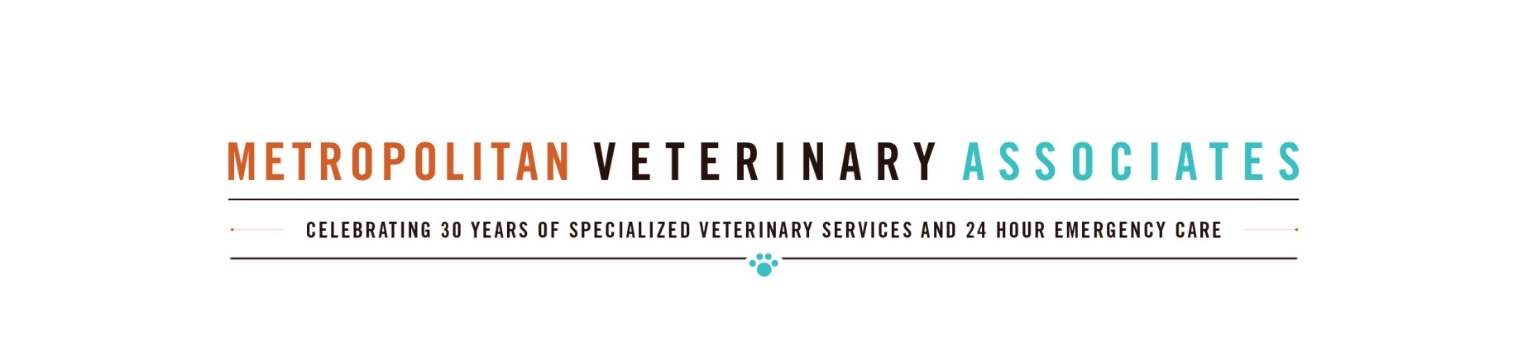 METROPOLITAN VETERINARY ASSOCIATES
CELEBRATING 30 YEARS OF SPECIALIZED VETERINARY SERVICES AND 24 HOUR EMERGENCY CARE